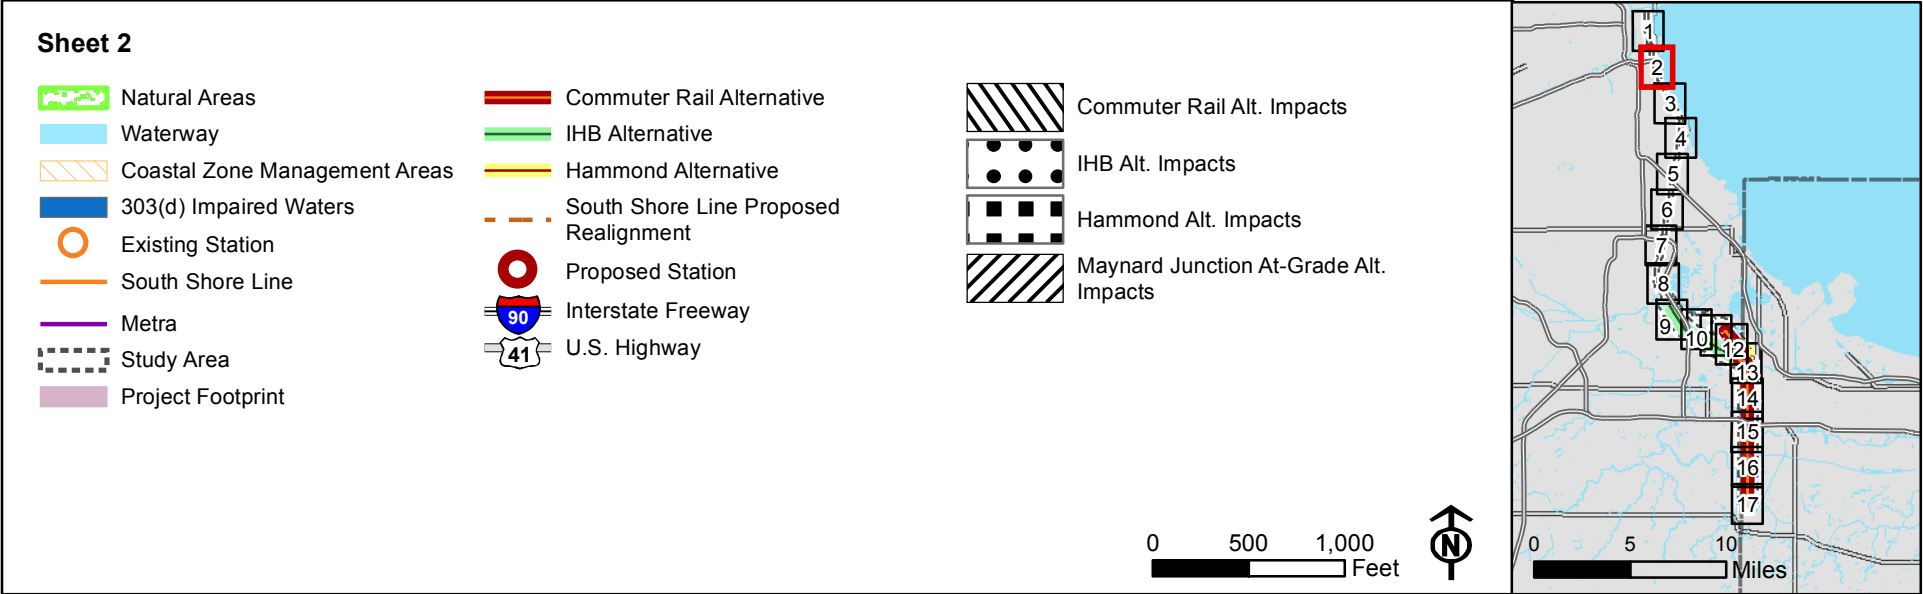 Sheet 2
Natural Areas
Waterway
Coastal Zone Management Areas
303(d) Impaired Waters
Existing Station
South Shore Line
Metra
Study Area
Project Footprint
Commuter Rail Alternative
IHB Alternative
Hammond Alternative
South Shore Line Proposed
Realignment
Proposed Station
90 Interstate Freeway
41 U.S. Highway
Commuter Rail Alt. Impacts
IHB Alt. Impacts
Hammond Alt. Impacts
Maynard Junction At-Grade Alt.
Impacts
0 500 1,000
Feet
N
1
2
3
4
5
6
7
8
9
10
12
13
14
15
16
17
0 5 10
Miles